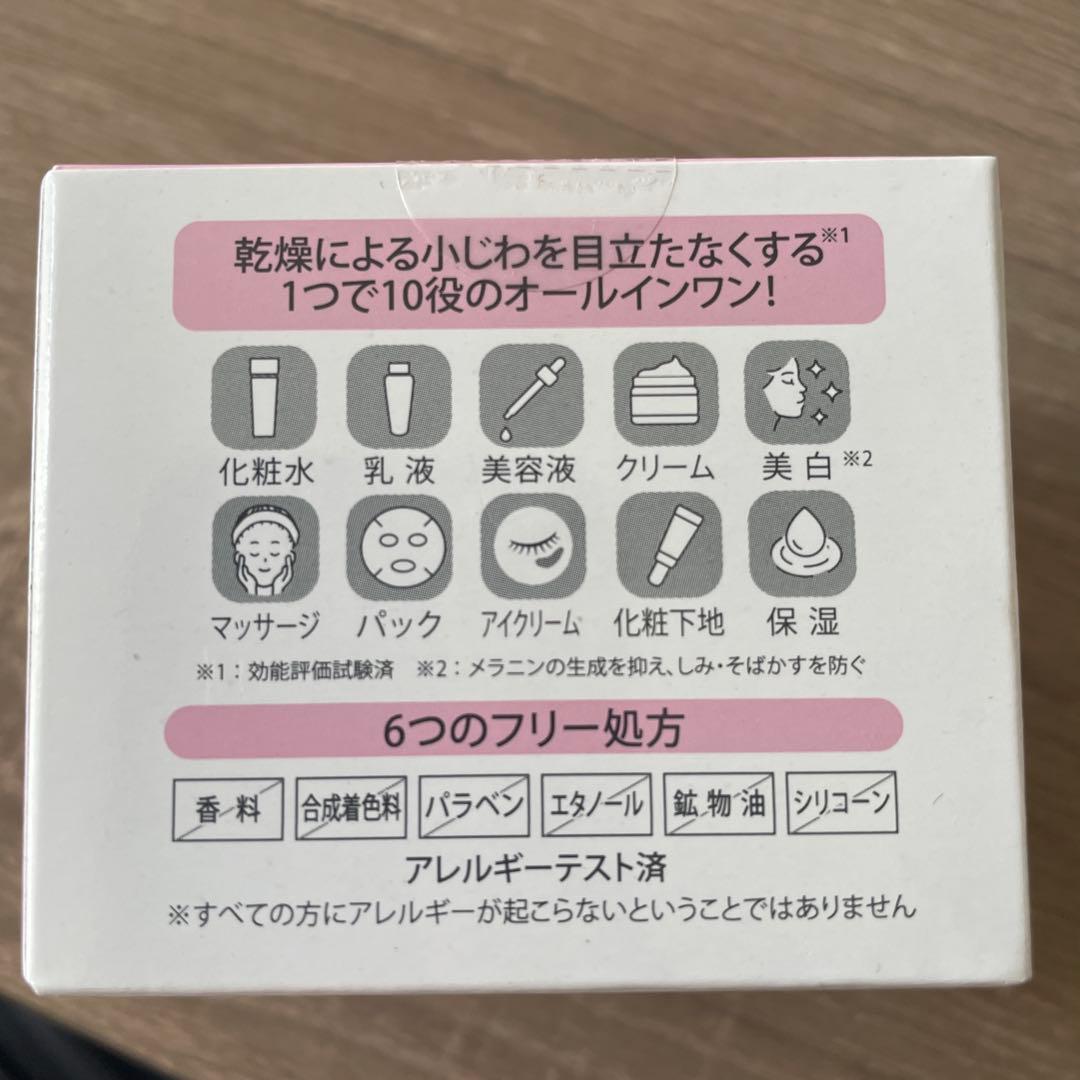 乾燥による小じわを目立たなくする※1
1つで10役のオールインワン!
化粧水 乳液 美容液 クリーム 美白※2
マッサージ パック アイクリーム 化粧下地 保湿
※1:効能評価試験済 ※2:メラニンの生成を抑え、しみ・そばかすを防ぐ
6つのフリー処方
香料 合成着色料 パラベン エタノール 鉱物油 シリコーン
アレルギーテスト済
※すべての方にアレルギーが起こらないということではありません